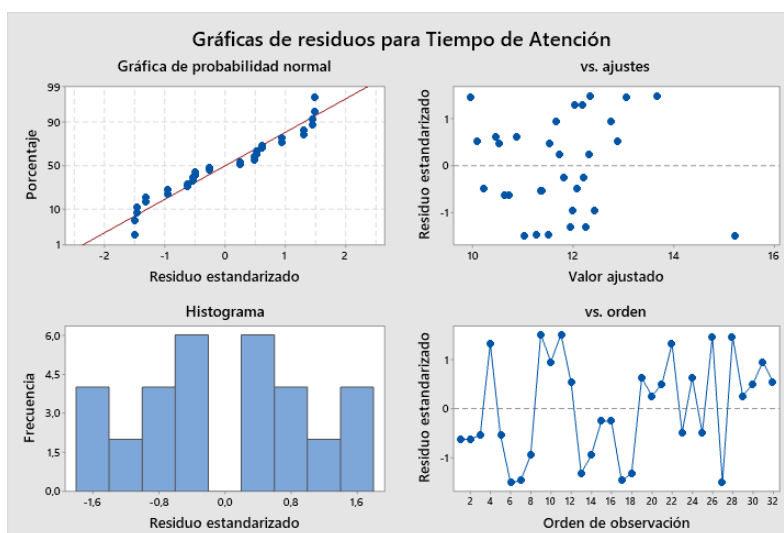 Gráficas de residuos para Tiempo de Atención
Gráfica de probabilidad normal
99
90
50
10
1
Porcentaje
-2 -1 0 1 2
Residuo estandarizado
vs. ajustes
1
0
-1
Residuo estandarizado
10 12 14 16
Valor ajustado
Histograma
6,0
4,5
3,0
1,5
0,0
Frecuencia
-1,6 -0,8 0,0 0,8 1,6
Residuo estandarizado
vs. orden
1
0
-1
Residuo estandarizado
2 4 6 8 10 12 14 16 18 20 22 24 26 28 30 32
Orden de observación